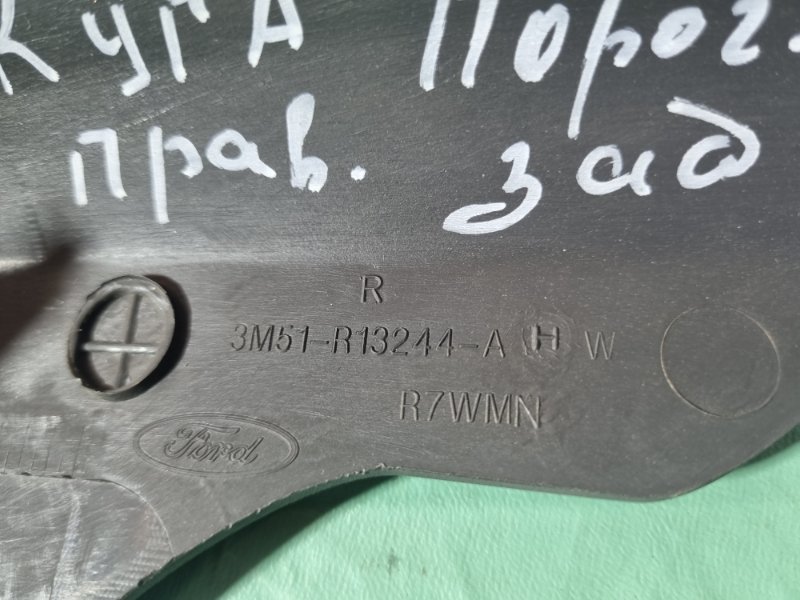 Куга Порог.
прав. зад
R
3M51-R13244-A H W
R7WMN
Ford